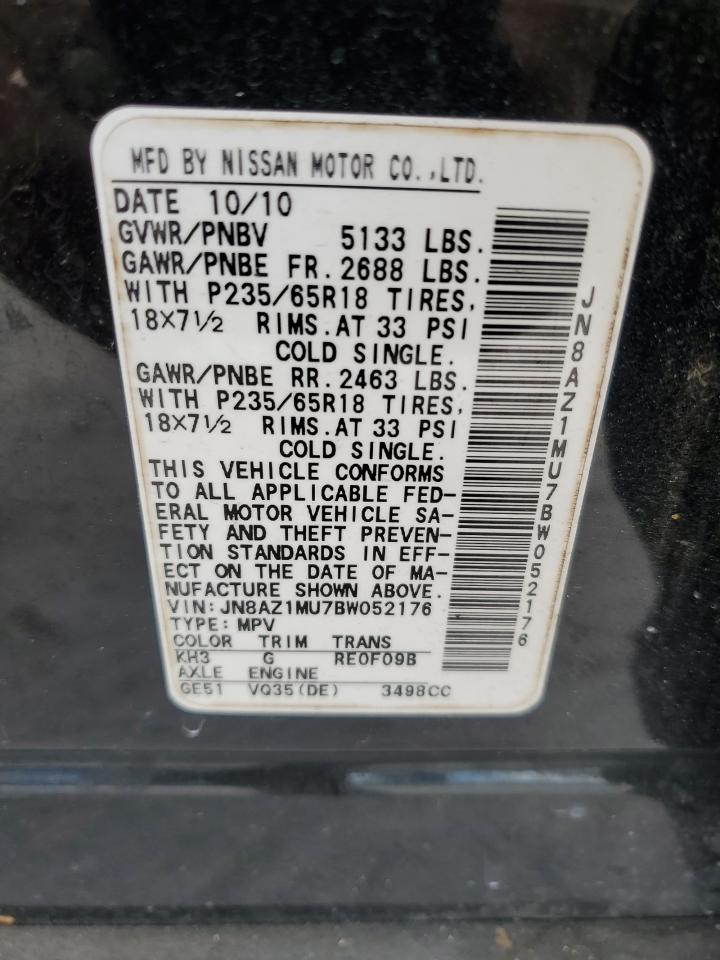 MFD BY NISSAN MOTOR CO.,LTD.
DATE 10/10
GVWR/PNBV 5133 LBS.
GAWR/PNBE FR. 2688 LBS.
WITH P235/65R18 TIRES,
18X7½ RIMS. AT 33 PSI
COLD SINGLE.
GAWR/PNBE RR. 2463 LBS.
WITH P235/65R18 TIRES,
18X7½ RIMS. AT 33 PSI
COLD SINGLE.
THIS VEHICLE CONFORMS
TO ALL APPLICABLE FED-
ERAL MOTOR VEHICLE SA-
FETY AND THEFT PREVEN-
TION STANDARDS IN EFF-
ECT ON THE DATE OF MA-
NUFACTURE SHOWN ABOVE.
VIN: JN8AZ1MU7BW052176
TYPE: MPV
COLOR TRIM TRANS
KH3 G RE0F09B
AXLE ENGINE
GE51 VQ35(DE) 3498CC
JN8AZ1MU7BW052176